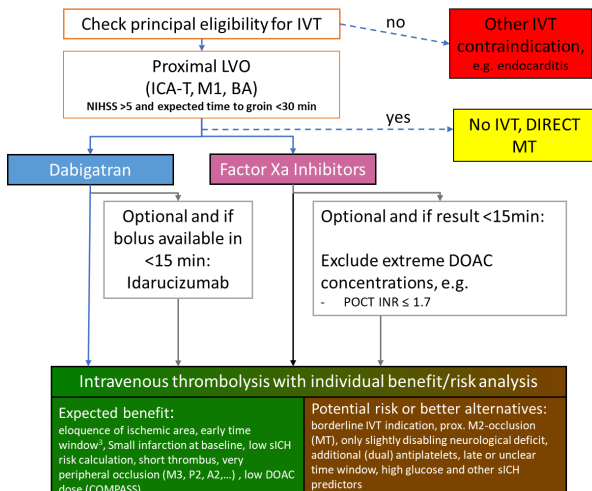 Check principal eligibility for IVT
no
Other IVT
contraindication,
e.g. endocarditis
Proximal LVO
(ICA-T, M1, BA)
NIHSS >5 and expected time to groin <30 min
yes
No IVT, DIRECT
MT
Dabigatran
Factor Xa Inhibitors
Optional and if
bolus available in
<15 min:
Idarucizumab
Optional and if result <15min:
Exclude extreme DOAC
concentrations, e.g.
- POCT INR ≤ 1.7
Intravenous thrombolysis with individual benefit/risk analysis
Expected benefit:
eloquence of ischemic area, early time
window³, Small infarction at baseline, low sICH
risk calculation, short thrombus, very
peripheral occlusion (M3, P2, A2,...) , low DOAC
dose (COMPASS)
Potential risk or better alternatives:
borderline IVT indication, prox. M2-occlusion
(MT), only slightly disabling neurological deficit,
additional (dual) antiplatelets, late or unclear
time window, high glucose and other sICH
predictors